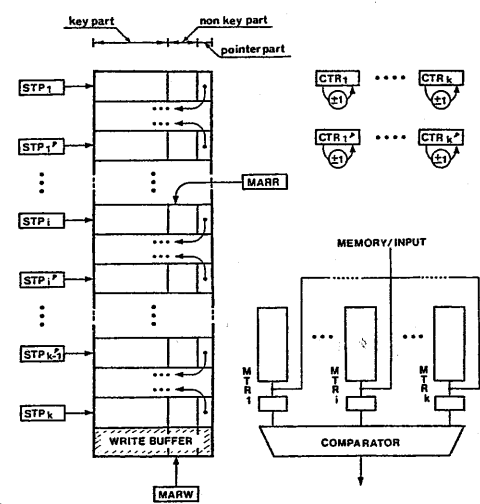 key part
non key part
pointer part
STP1
STP1ᵖ
STPi
STPiᵖ
STPk-1ᵖ
STPk
MARR
WRITE BUFFER
MARW
CTR1
CTRk
±1
±1
CTR1ᵖ
CTRkᵖ
±1
±1
MEMORY/INPUT
MTR1
MTRi
MTRk
COMPARATOR